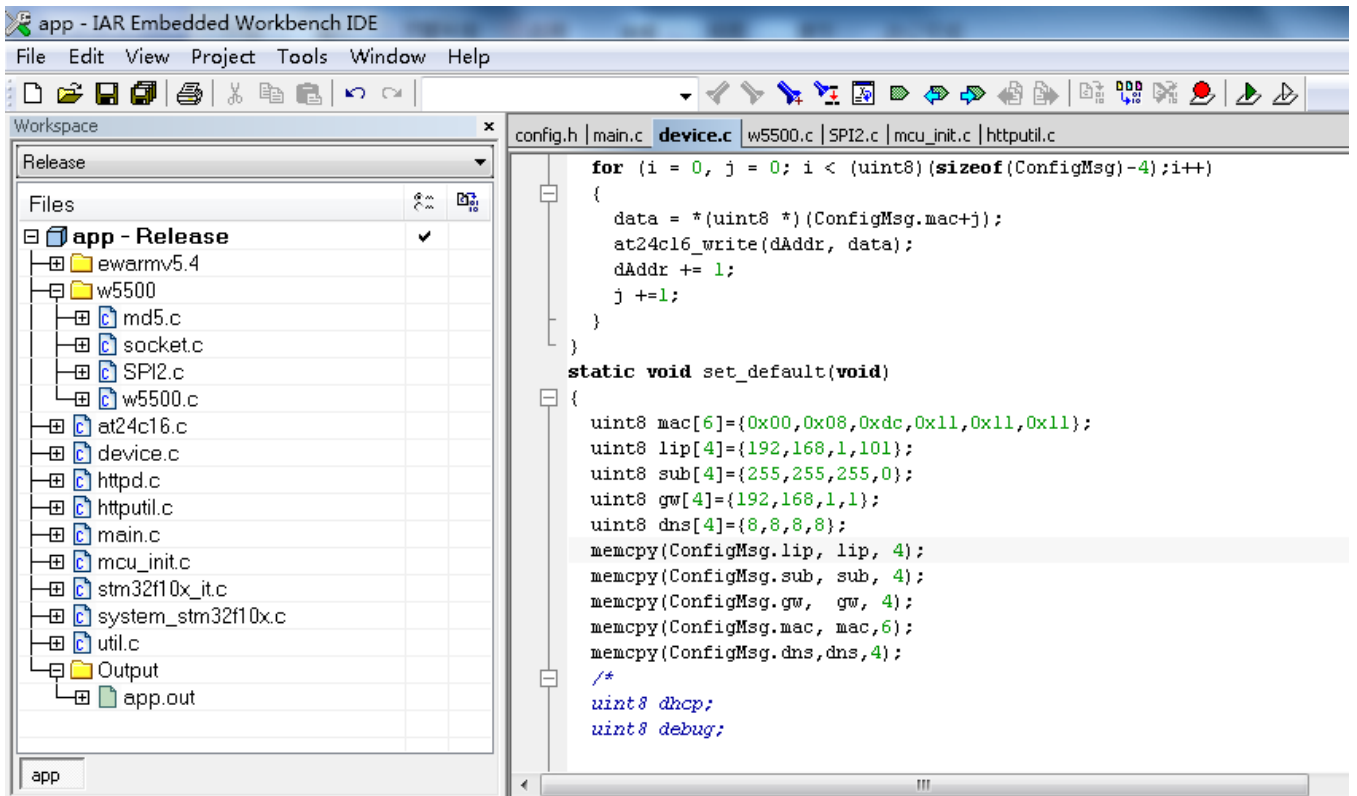 app - IAR Embedded Workbench IDE
File Edit View Project Tools Window Help
Workspace
Release
Files
app - Release
ewarmv5.4
w5500
md5.c
socket.c
SPI2.c
w5500.c
at24c16.c
device.c
httpd.c
httputil.c
main.c
mcu_init.c
stm32f10x_it.c
system_stm32f10x.c
util.c
Output
app.out
app
config.h | main.c device.c w5500.c | SPI2.c | mcu_init.c | httputil.c
for (i = 0, j = 0; i < (uint8)(sizeof(ConfigMsg)-4);i++)
{
data = *(uint8 *)(ConfigMsg.mac+j);
at24c16_write(dAddr, data);
dAddr += 1;
j +=1;
}
}
static void set_default(void)
{
uint8 mac[6]={0x00,0x08,0xdc,0x11,0x11,0x11};
uint8 lip[4]={192,168,1,101};
uint8 sub[4]={255,255,255,0};
uint8 gw[4]={192,168,1,1};
uint8 dns[4]={8,8,8,8};
memcpy(ConfigMsg.lip, lip, 4);
memcpy(ConfigMsg.sub, sub, 4);
memcpy(ConfigMsg.gw, gw, 4);
memcpy(ConfigMsg.mac, mac,6);
memcpy(ConfigMsg.dns,dns,4);
/*
uint8 dhcp;
uint8 debug;